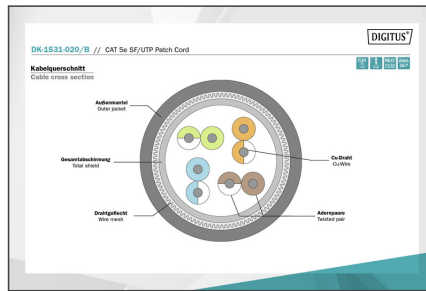 DIGITUS®
DK-1531-020/B // CAT 5e SF/UTP Patch Cord
Kabelquerschnitt
Cable cross section
Außenmantel
Outer jacket
Gesamtabschirmung
Total shield
Drahtgeflecht
Wire mesh
Cu-Draht
Cu-Wire
Adernpaare
Twisted pair